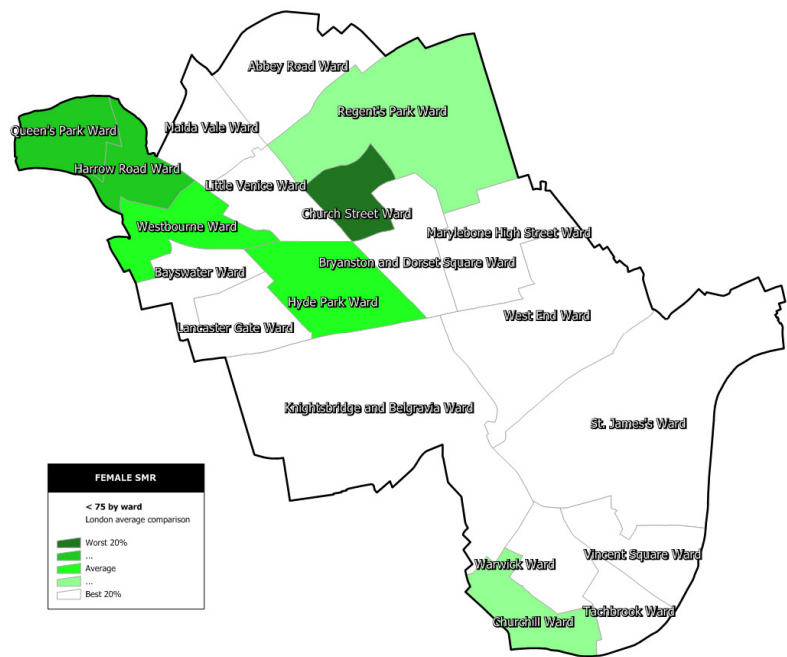 Abbey Road Ward
Regent's Park Ward
Queen's Park Ward
Maida Vale Ward
Harrow Road Ward
Little Venice Ward
Church Street Ward
Westbourne Ward
Marylebone High Street Ward
Bryanston and Dorset Square Ward
Bayswater Ward
Hyde Park Ward
West End Ward
Lancaster Gate Ward
Knightsbridge and Belgravia Ward
St. James's Ward
FEMALE SMR
< 75 by ward
London average comparison
Worst 20%
...
Average
...
Best 20%
Vincent Square Ward
Warwick Ward
Tachbrook Ward
Churchill Ward